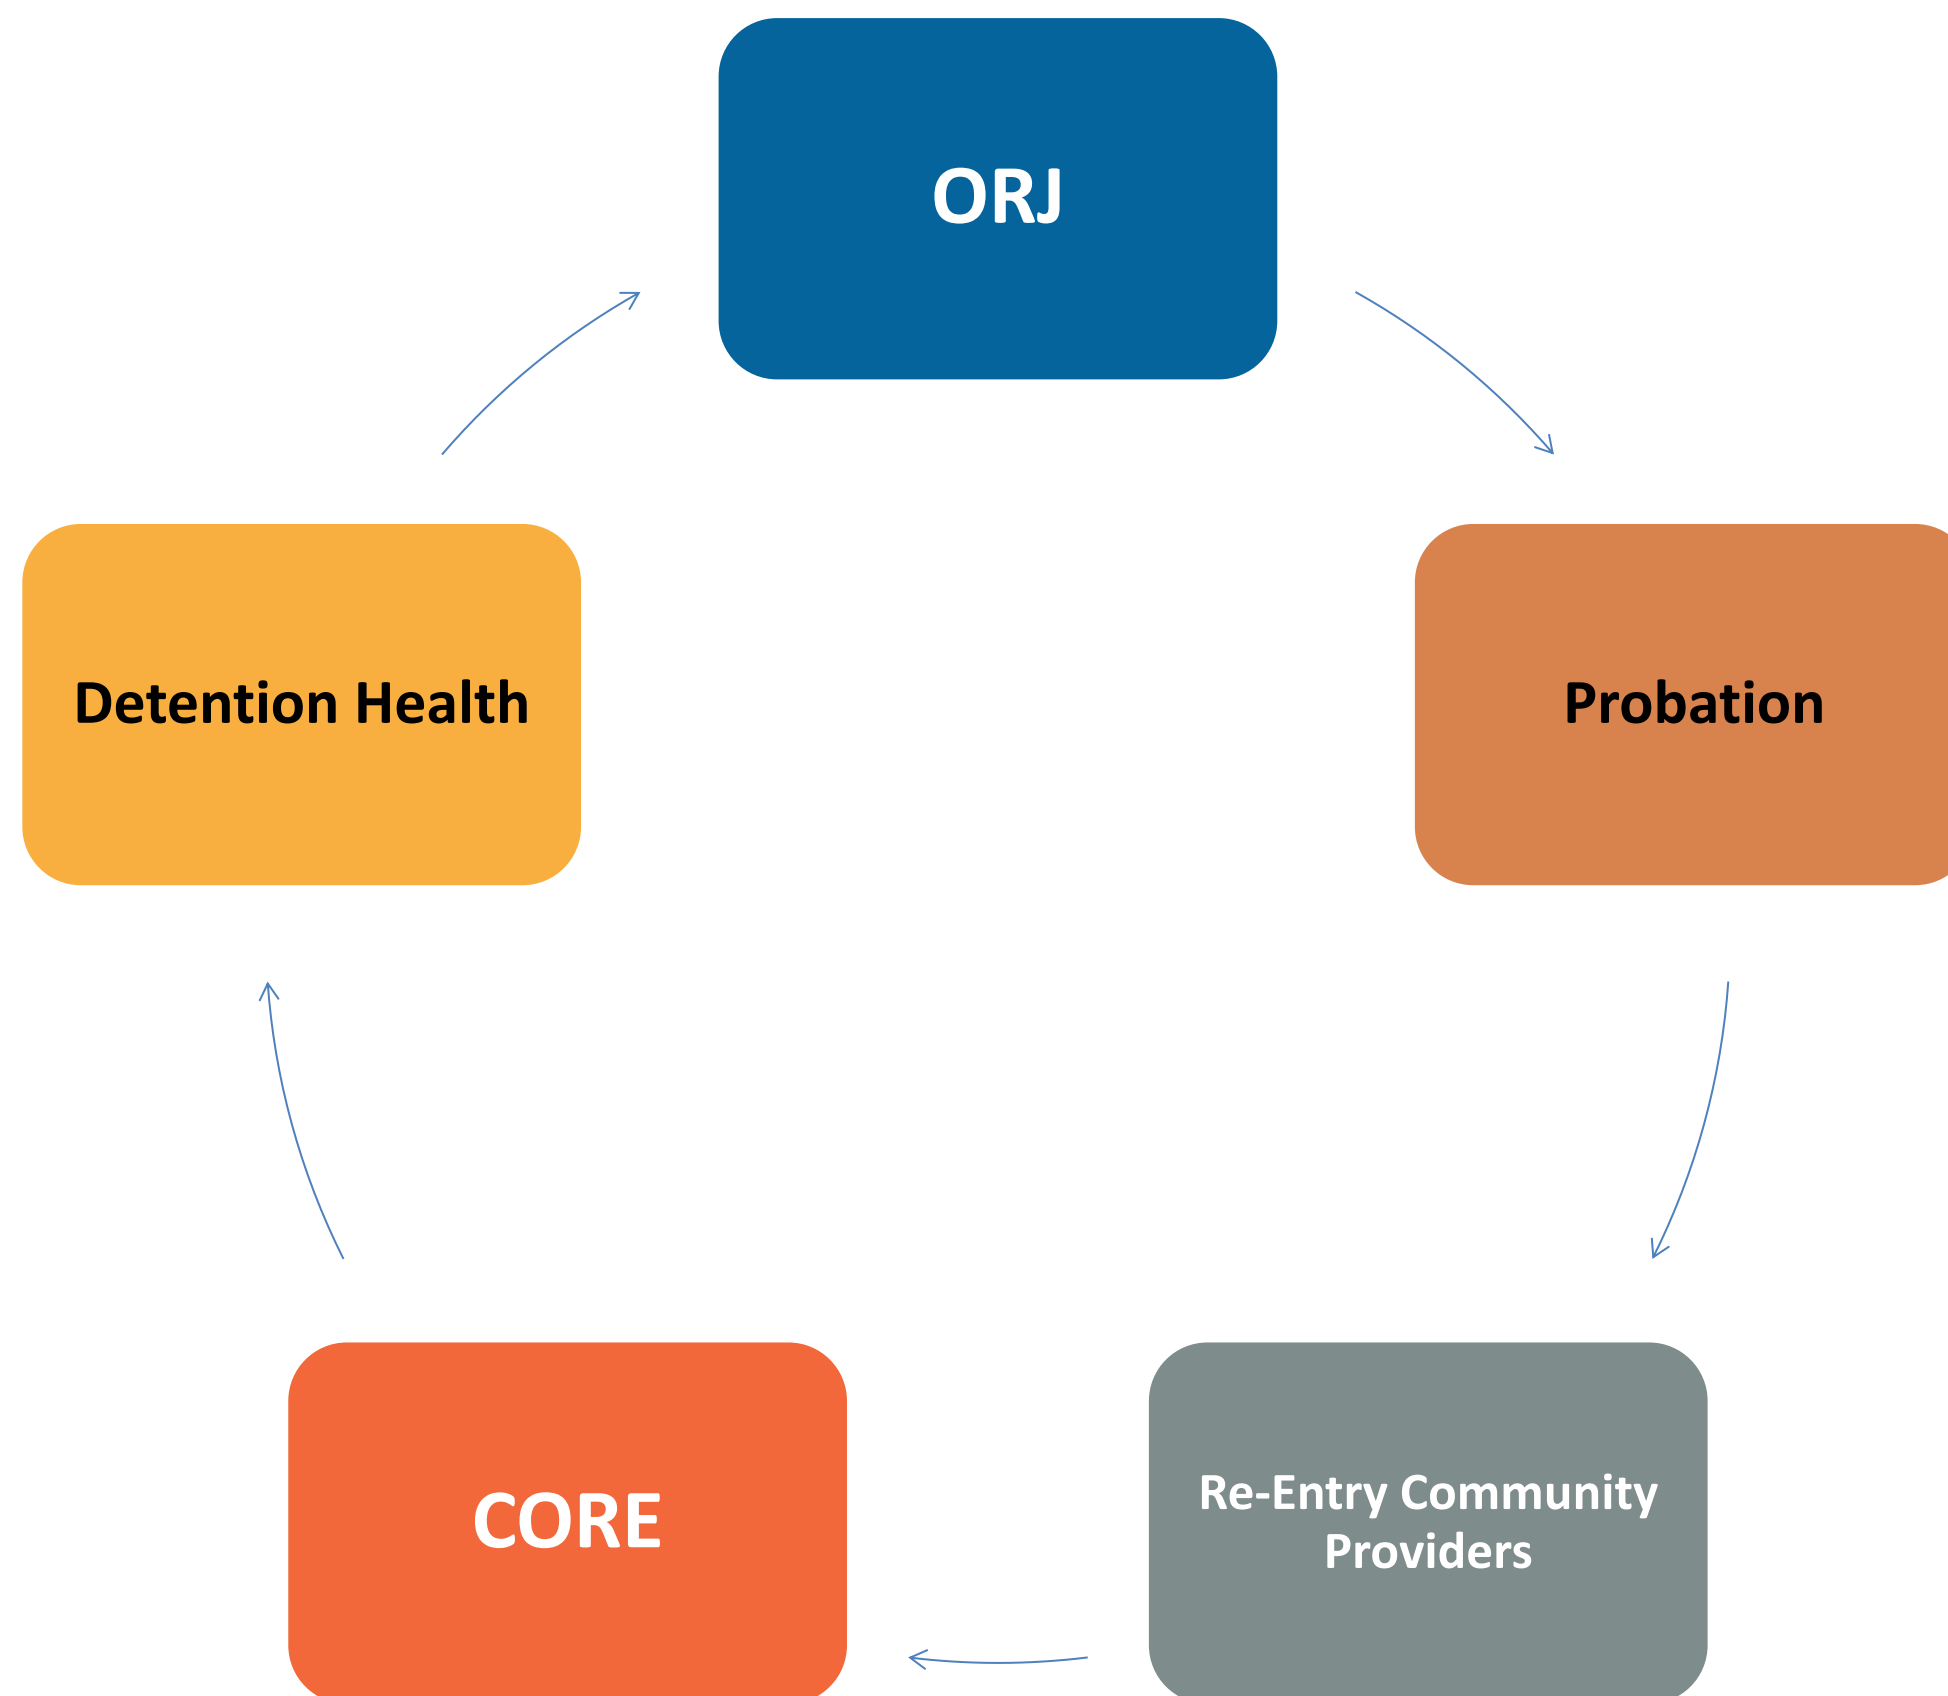 ORJ
Detention Health
Probation
CORE
Re-Entry Community
Providers